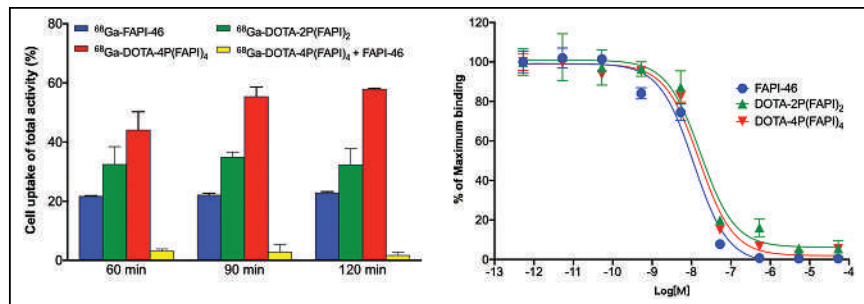 ⁶⁸Ga-FAPI-46
⁶⁸Ga-DOTA-2P(FAPI)₂
⁶⁸Ga-DOTA-4P(FAPI)₄
⁶⁸Ga-DOTA-4P(FAPI)₄ + FAPI-46
Cell uptake of total activity (%)
80
60
40
20
0
60 min
90 min
120 min
% of Maximum binding
120
100
80
60
40
20
0
FAPI-46
DOTA-2P(FAPI)₂
DOTA-4P(FAPI)₄
-13 -12 -11 -10 -9 -8 -7 -6 -5 -4
Log[M]